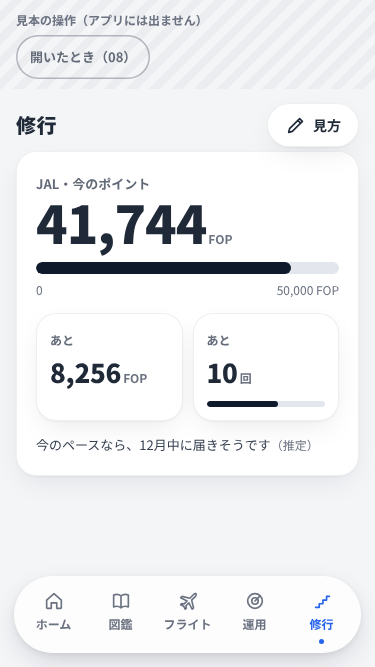 見本の操作（アプリには出ません）
開いたとき（08）
修行
見方
JAL・今のポイント
41,744 FOP
0 50,000 FOP
あと あと
8,256 FOP 10 回
今のペースなら、12月中に届きそうです（推定）
ホーム 図鑑 フライト 運用 修行